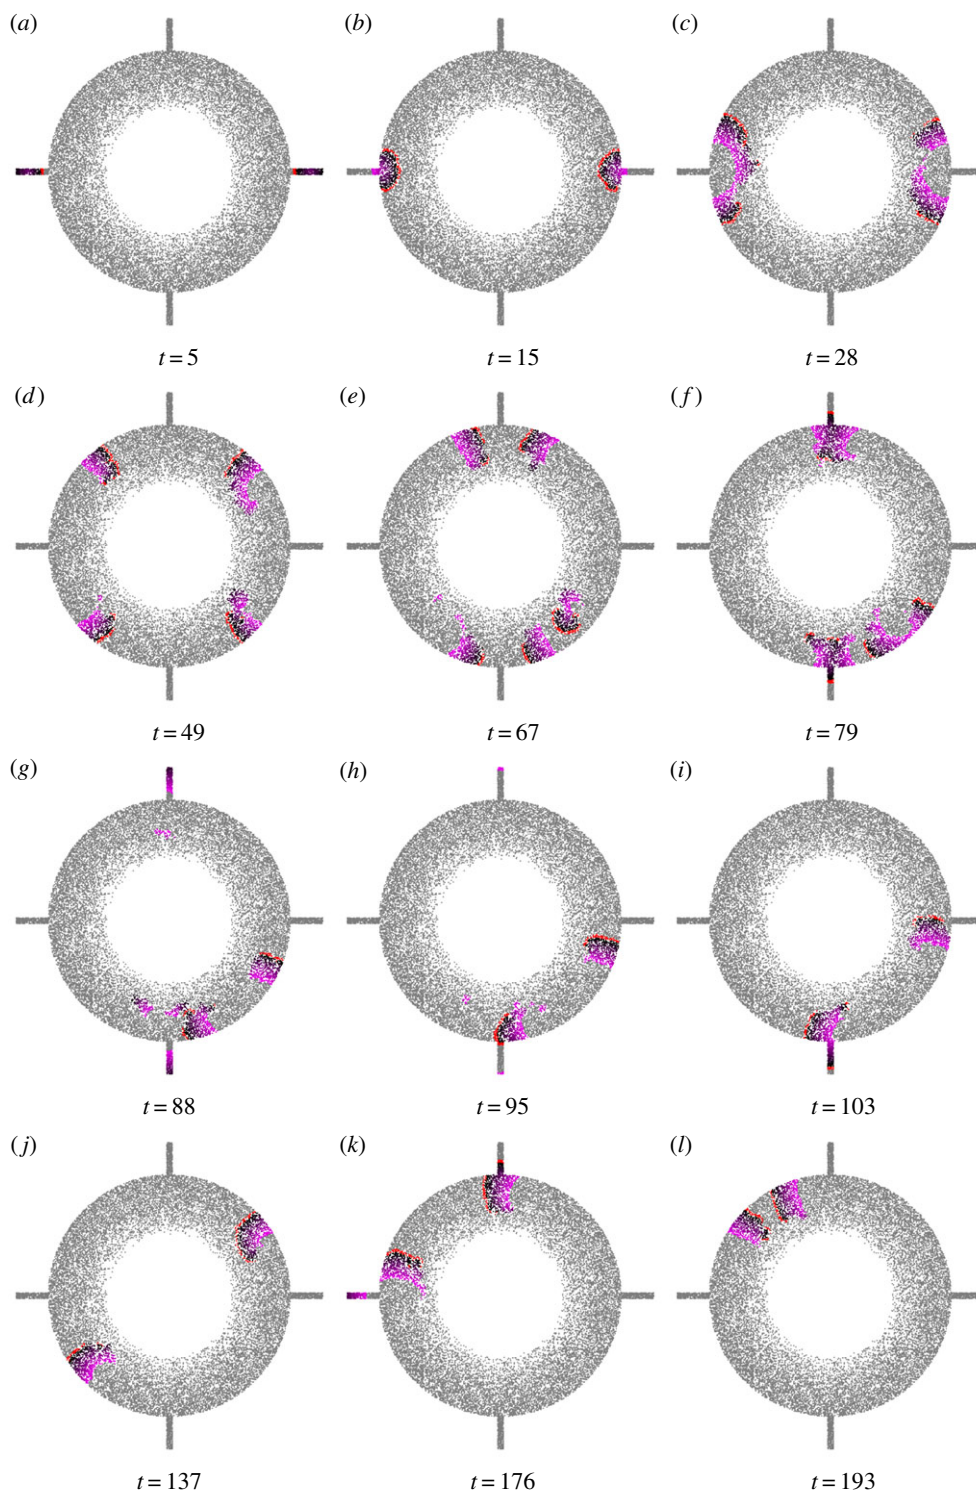 (a) (b) (c)
t = 5 t = 15 t = 28
(d) (e) (f)
t = 49 t = 67 t = 79
(g) (h) (i)
t = 88 t = 95 t = 103
(j) (k) (l)
t = 137 t = 176 t = 193